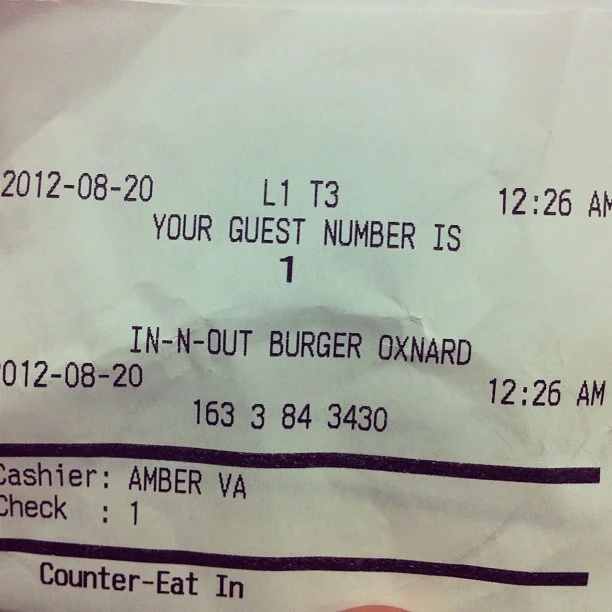 2012-08-20 L1 T3 12:26 AM
YOUR GUEST NUMBER IS
1
IN-N-OUT BURGER OXNARD
2012-08-20 12:26 AM
163 3 84 3430
Cashier: AMBER VA
Check : 1
Counter-Eat In